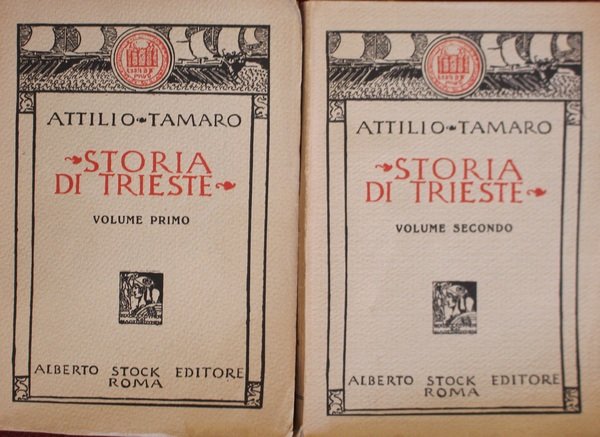 ATTILIO TAMARO
STORIA
DI TRIESTE
VOLUME PRIMO
ALBERTO STOCK EDITORE
ROMA
ATTILIO TAMARO
STORIA
DI TRIESTE
VOLUME SECONDO
ALBERTO STOCK EDITORE
ROMA